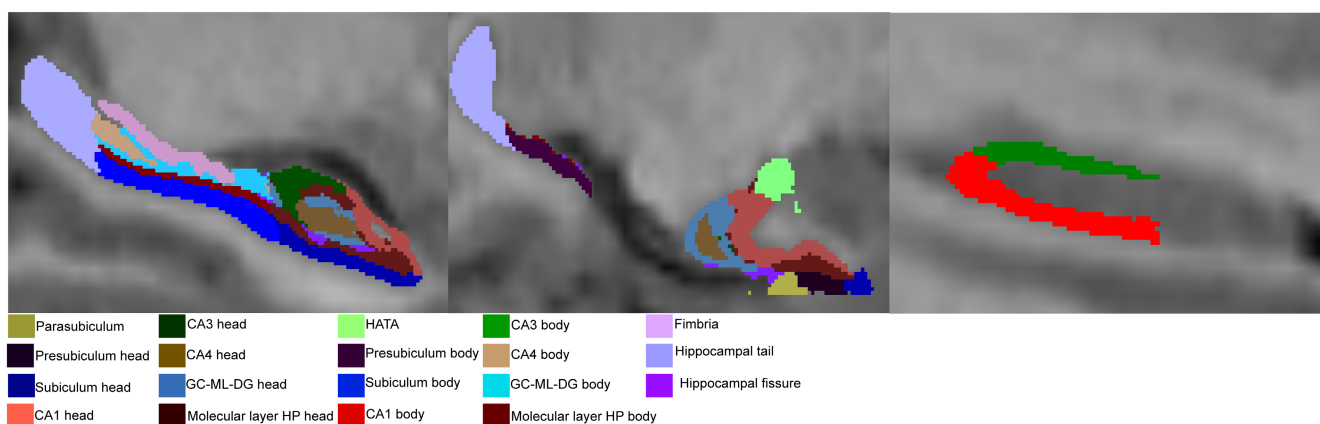 Parasubiculum
CA3 head
HATA
CA3 body
Fimbria
Presubiculum head
CA4 head
Presubiculum body
CA4 body
Hippocampal tail
Subiculum head
GC-ML-DG head
Subiculum body
GC-ML-DG body
Hippocampal fissure
CA1 head
Molecular layer HP head
CA1 body
Molecular layer HP body